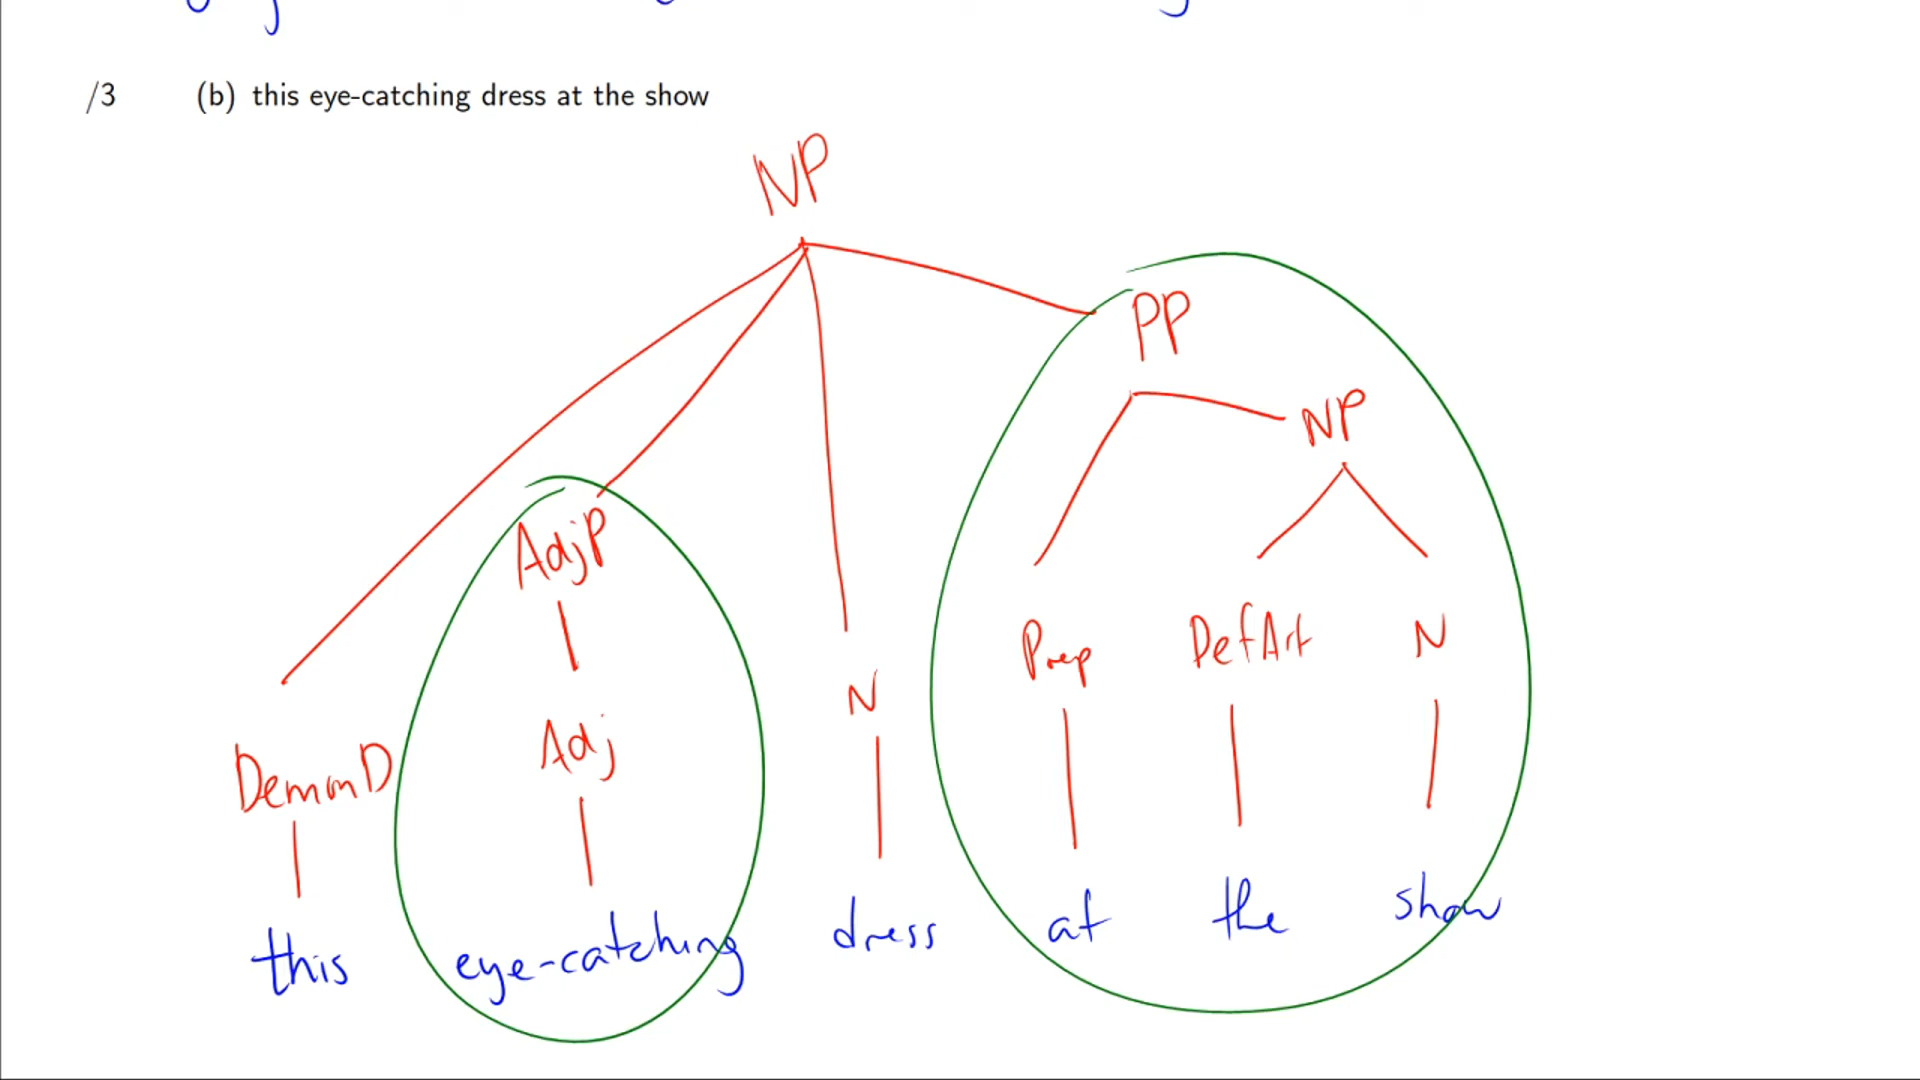 /3 (b) this eye-catching dress at the show
NP
PP
NP
AdjP
Prep DefArt N
DemonD Adj N
this eye-catching dress at the show